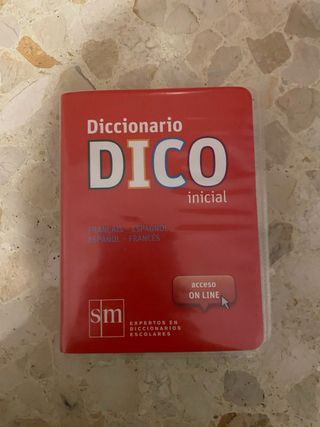 Diccionario
DICO
inicial
FRANÇAIS - ESPAGNOL
ESPAÑOL - FRANCÉS
acceso
ON LINE
sm
EXPERTOS EN
DICCIONARIOS
ESCOLARES